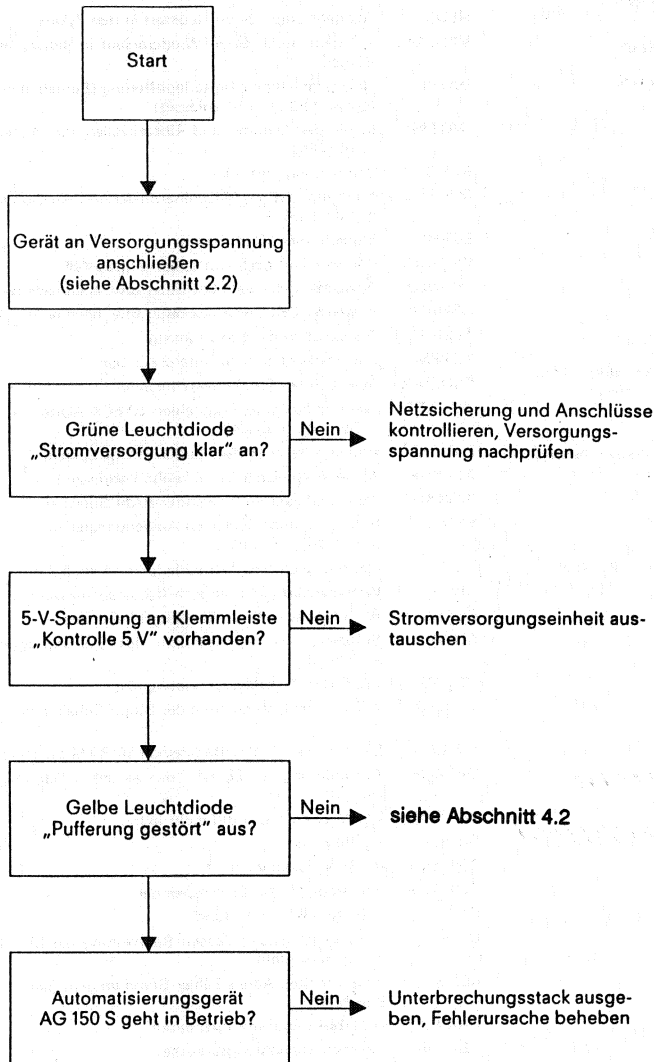 Start
Gerät an Versorgungsspannung
anschließen
(siehe Abschnitt 2.2)
Grüne Leuchtdiode
„Stromversorgung klar“ an?
Nein
Netzsicherung und Anschlüsse
kontrollieren, Versorgungs-
spannung nachprüfen
5-V-Spannung an Klemmleiste
„Kontrolle 5 V“ vorhanden?
Nein
Stromversorgungseinheit aus-
tauschen
Gelbe Leuchtdiode
„Pufferung gestört“ aus?
Nein
siehe Abschnitt 4.2
Automatisierungsgerät
AG 150 S geht in Betrieb?
Nein
Unterbrechungsstack ausge-
ben, Fehlerursache beheben